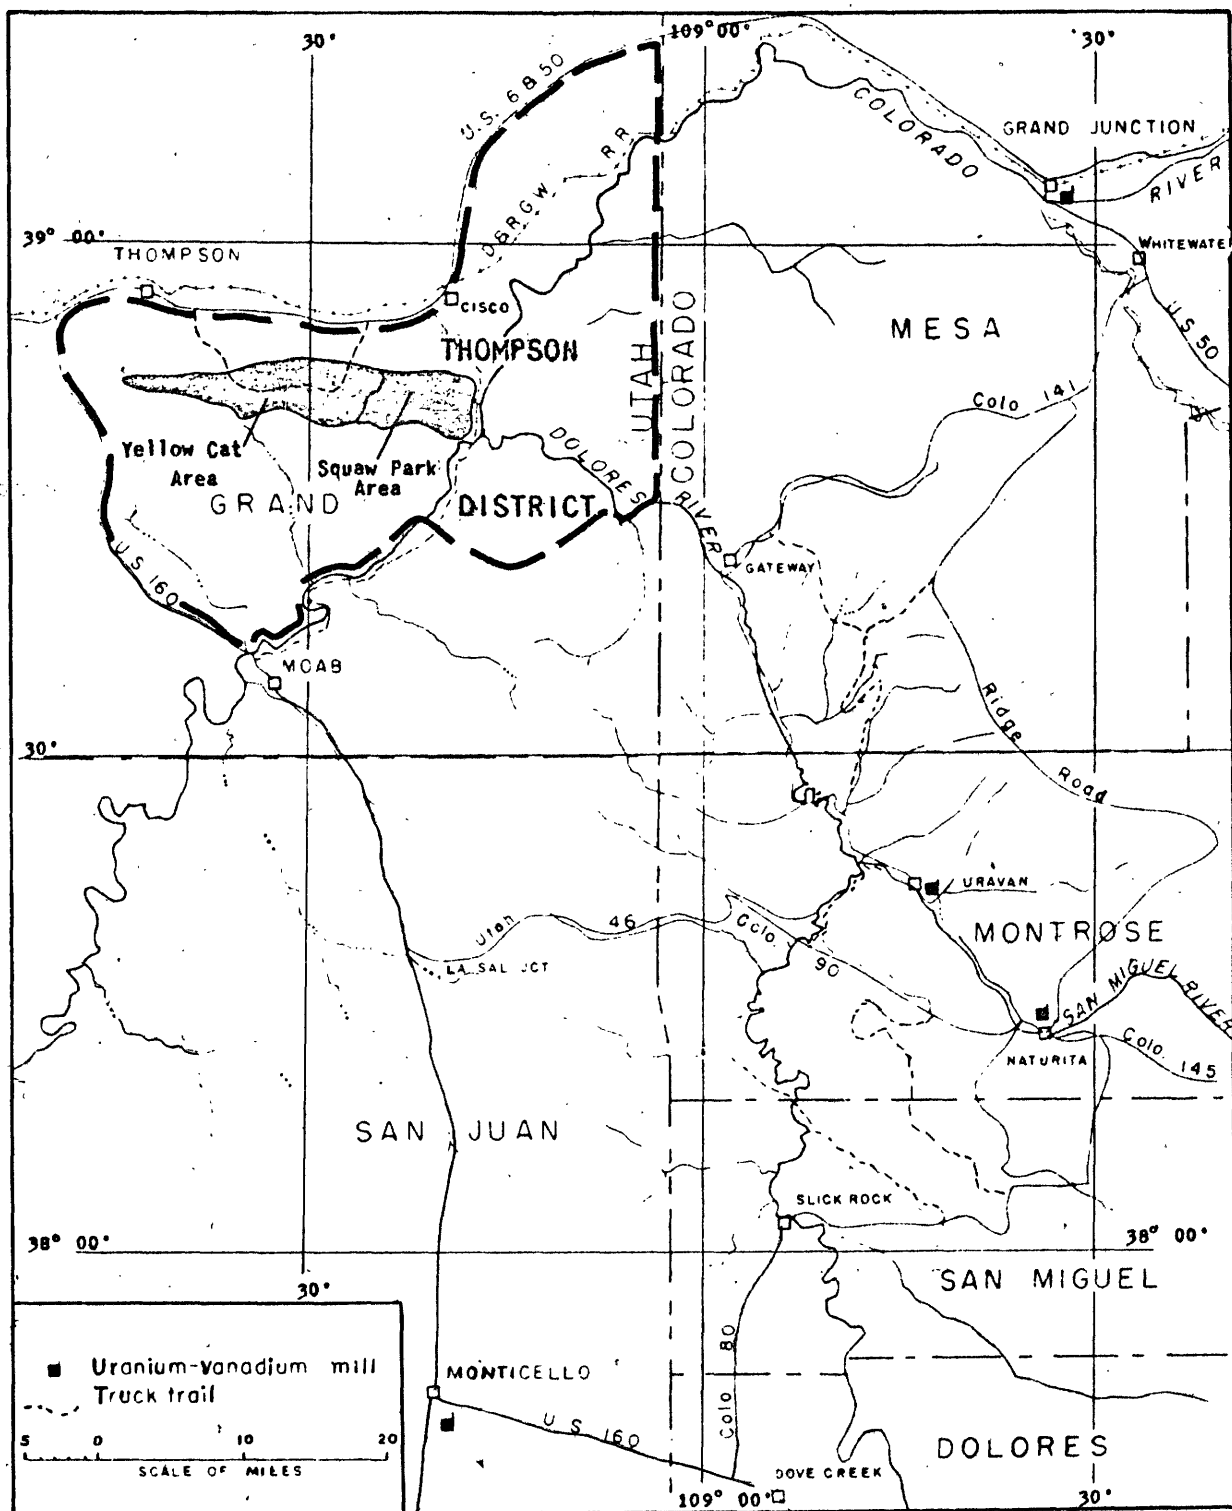 30°
109° 00'
30°
U.S. 6 & 50
COLORADO
GRAND JUNCTION
RIVER
D&RGW RR
39° 00'
THOMPSON
WHITEWATER
CISCO
THOMPSON
UTAH
COLORADO
MESA
U S 50
Colo 141
Yellow Cat
Area
Squaw Park
Area
DOLORES
RIVER
GRAND
DISTRICT
U S 160
GATEWAY
MOAB
Ridge
Road
30'
URAVAN
Utah 46
Colo. 90
MONTROSE
LA SAL JCT
SAN MIGUEL RIVER
NATURITA
Colo. 145
SAN JUAN
SLICK ROCK
38° 00'
38° 00'
30°
SAN MIGUEL
Uranium-vanadium mill
Truck trail
5 0 10 20
SCALE OF MILES
MONTICELLO
U S 160
Colo 80
DOLORES
DOVE CREEK
109° 00'
30'